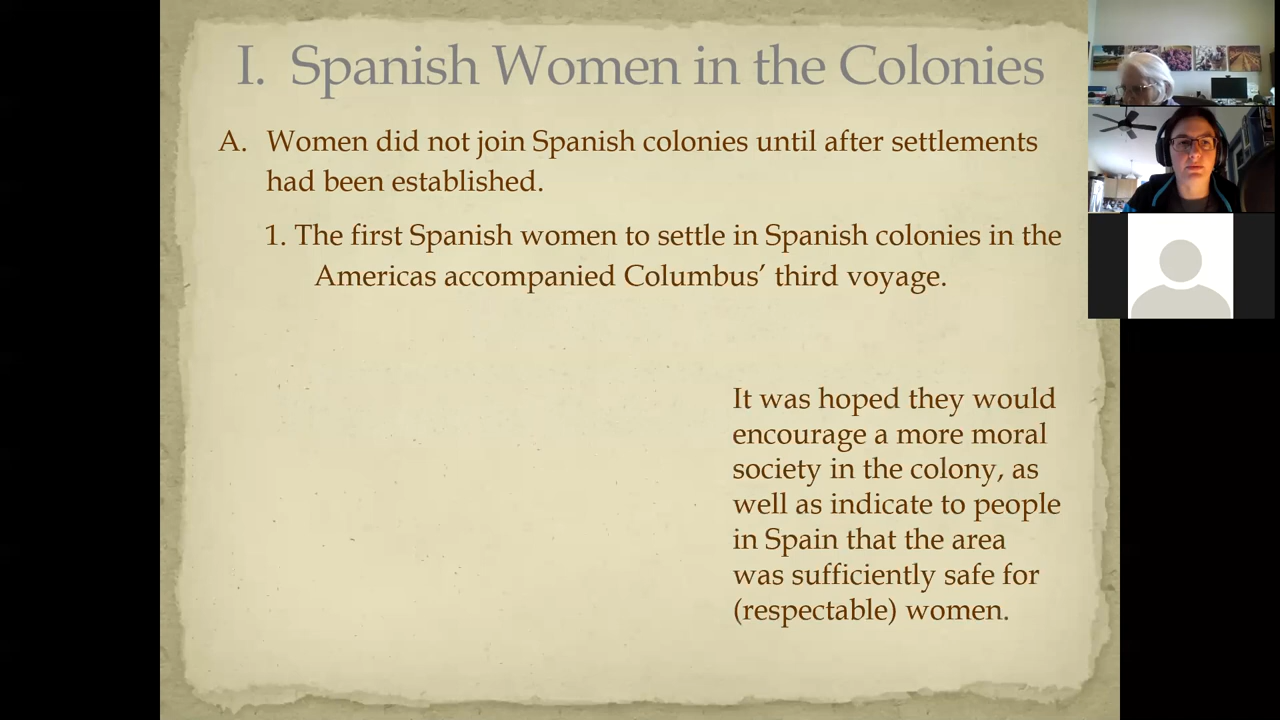 I. Spanish Women in the Colonies
A. Women did not join Spanish colonies until after settlements
had been established.
1. The first Spanish women to settle in Spanish colonies in the
Americas accompanied Columbus’ third voyage.
It was hoped they would
encourage a more moral
society in the colony, as
well as indicate to people
in Spain that the area
was sufficiently safe for
(respectable) women.